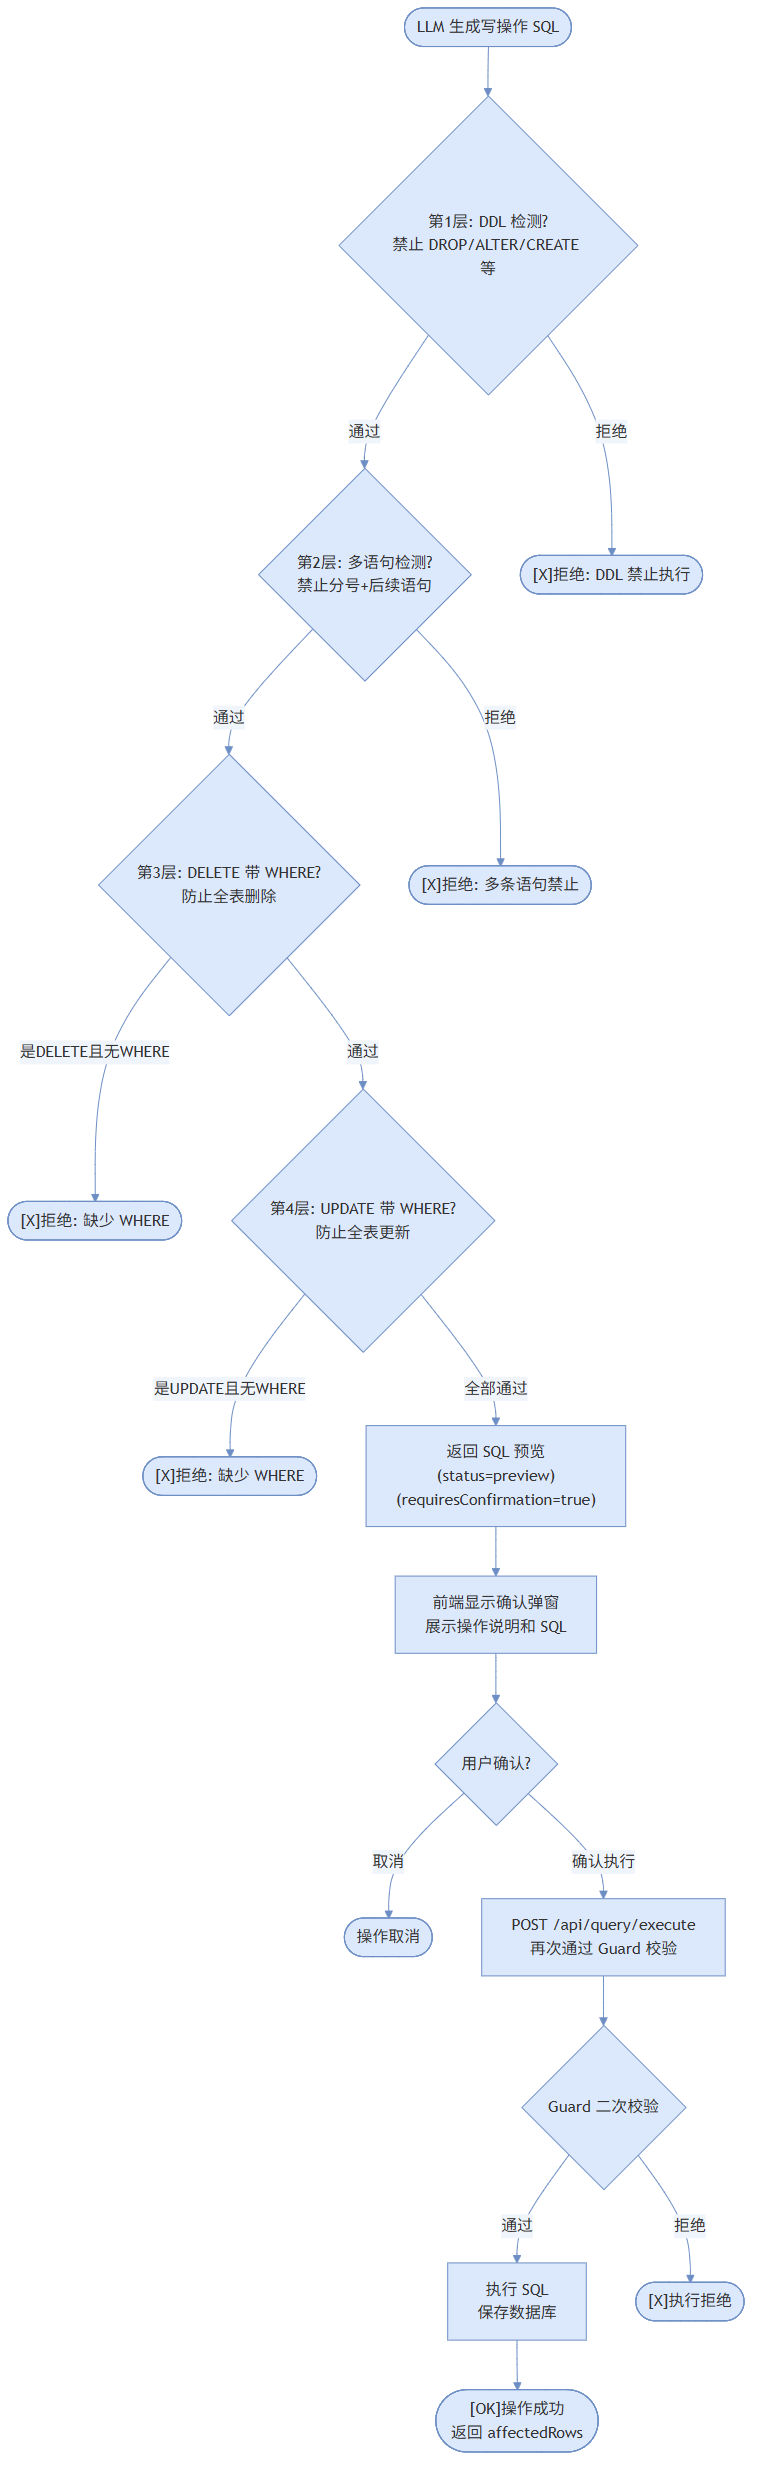 LLM 生成写操作 SQL
第1层: DDL 检测?
禁止 DROP/ALTER/CREATE
等
通过
拒绝
第2层: 多语句检测?
禁止分号+后续语句
[X]拒绝: DDL 禁止执行
通过
拒绝
第3层: DELETE 带 WHERE?
防止全表删除
[X]拒绝: 多条语句禁止
是DELETE且无WHERE
通过
[X]拒绝: 缺少 WHERE
第4层: UPDATE 带 WHERE?
防止全表更新
是UPDATE且无WHERE
全部通过
[X]拒绝: 缺少 WHERE
返回 SQL 预览
(status=preview)
(requiresConfirmation=true)
前端显示确认弹窗
展示操作说明和 SQL
用户确认?
取消
确认执行
操作取消
POST /api/query/execute
再次通过 Guard 校验
Guard 二次校验
通过
拒绝
执行 SQL
保存数据库
[X]执行拒绝
[OK]操作成功
返回 affectedRows